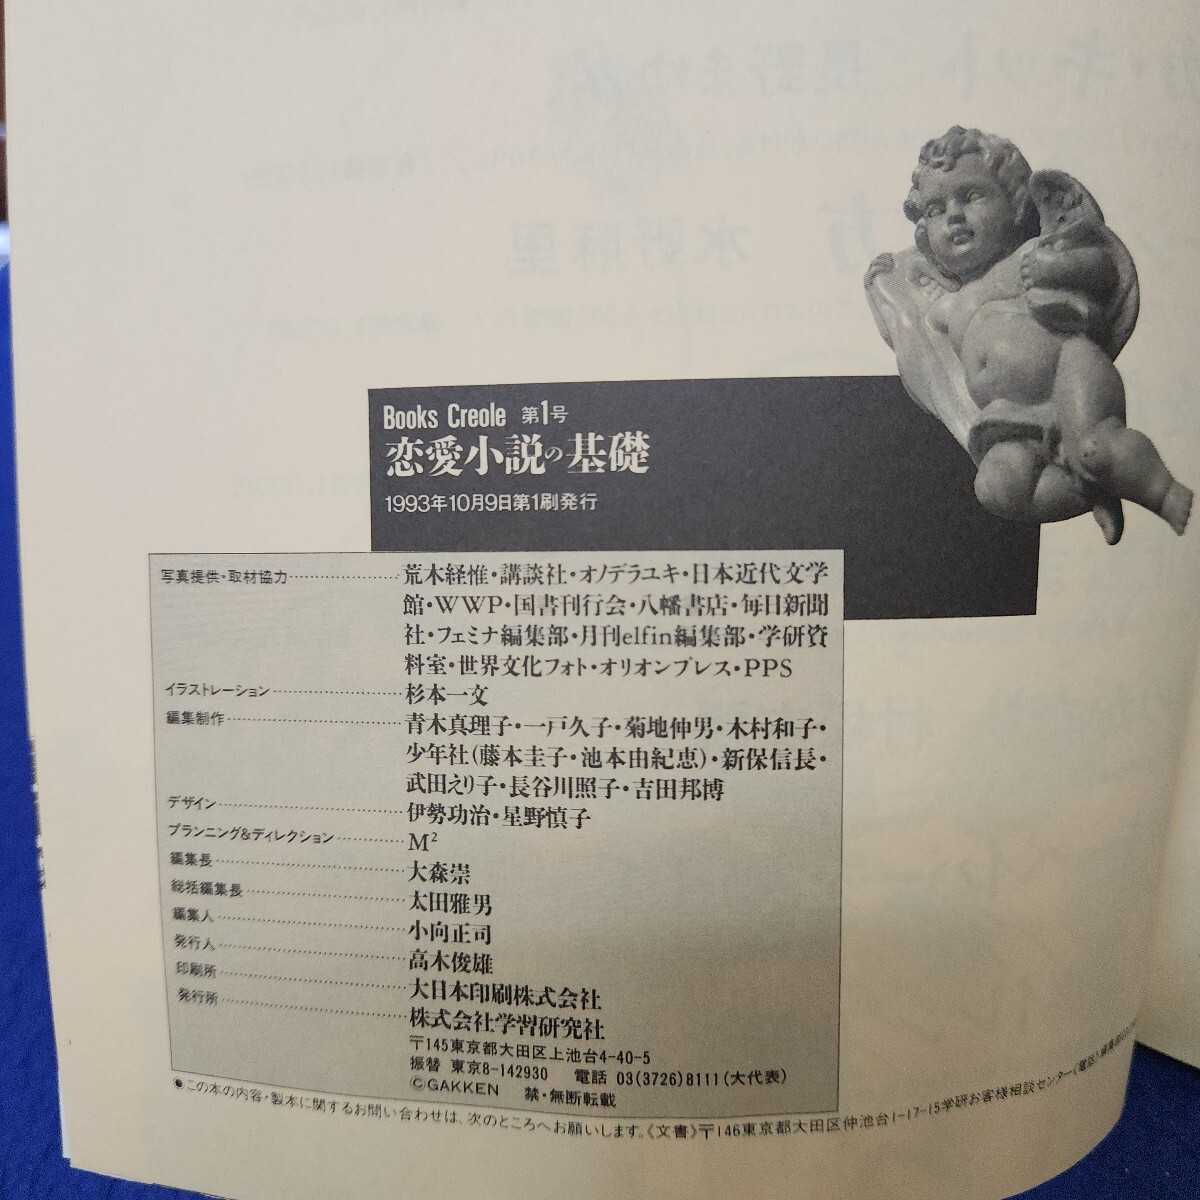 Books Creole 第1号
恋愛小説の基礎
1993年10月9日第1刷発行
写真提供・取材協力 荒木経惟・講談社・オノデラユキ・日本近代文学
館・WWP・国書刊行会・八幡書店・毎日新聞
社・フェミナ編集部・月刊elfin編集部・学研資
料室・世界文化フォト・オリオンプレス・PPS
イラストレーション 杉本一文
編集制作 青木真理子・一戸久子・菊地伸男・木村和子・
少年社(藤本圭子・池本由紀恵)・新保信長・
武田えり子・長谷川照子・吉田邦博
デザイン 伊勢功治・星野慎子
プランニング&ディレクション M²
編集長 大森崇
総括編集長 太田雅男
編集人 小向正司
発行人 高木俊雄
印刷所 大日本印刷株式会社
発行所 株式会社学習研究社
〒145東京都大田区上池台4-40-5
振替 東京8-142930 電話 03(3726)8111(大代表)
©GAKKEN 禁・無断転載
●この本の内容・製本に関するお問い合わせは、次のところへお願いします。《文書》〒146東京都大田区仲池台1-17-15学研お客様相談センター《電話》編集